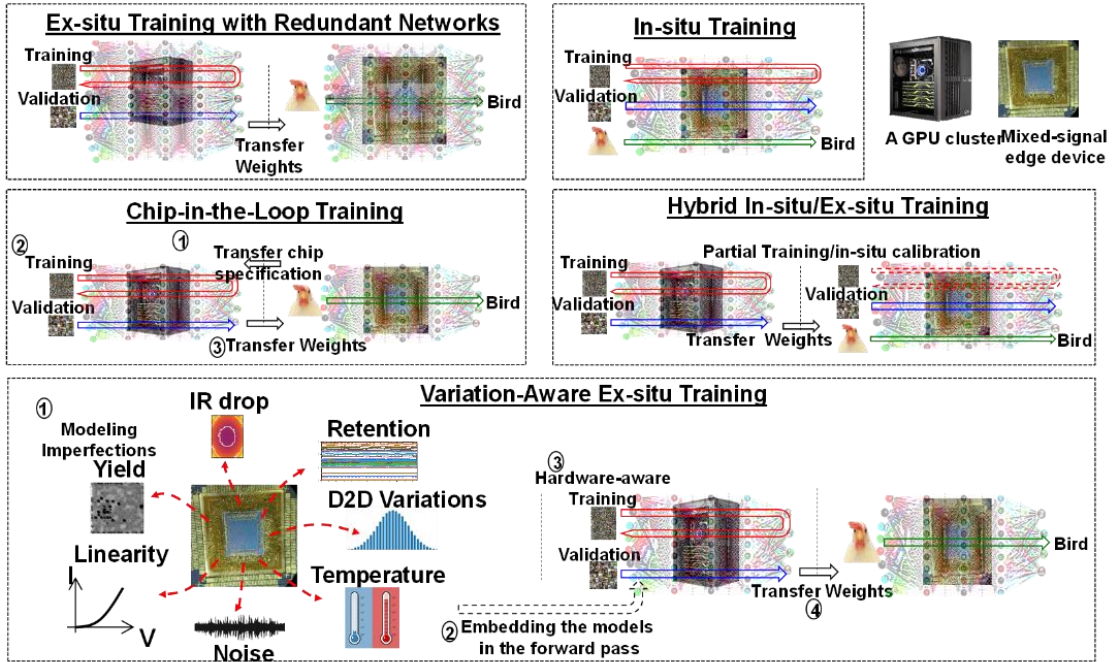 Ex-situ Training with Redundant Networks
Training
Validation
Transfer
Weights
Bird
In-situ Training
Training
Validation
Bird
A GPU cluster
Mixed-signal
edge device
Chip-in-the-Loop Training
②
①
Training
Transfer chip
specification
Validation
Bird
③ Transfer Weights
Hybrid In-situ/Ex-situ Training
Partial Training/in-situ calibration
Training
Validation
Validation
Transfer Weights
Bird
Variation-Aware Ex-situ Training
①
Modeling
Imperfections
IR drop
Retention
Yield
D2D Variations
Linearity
I
V
Temperature
Noise
③
Hardware-aware
Training
Validation
Bird
Transfer Weights
④
② Embedding the models
in the forward pass